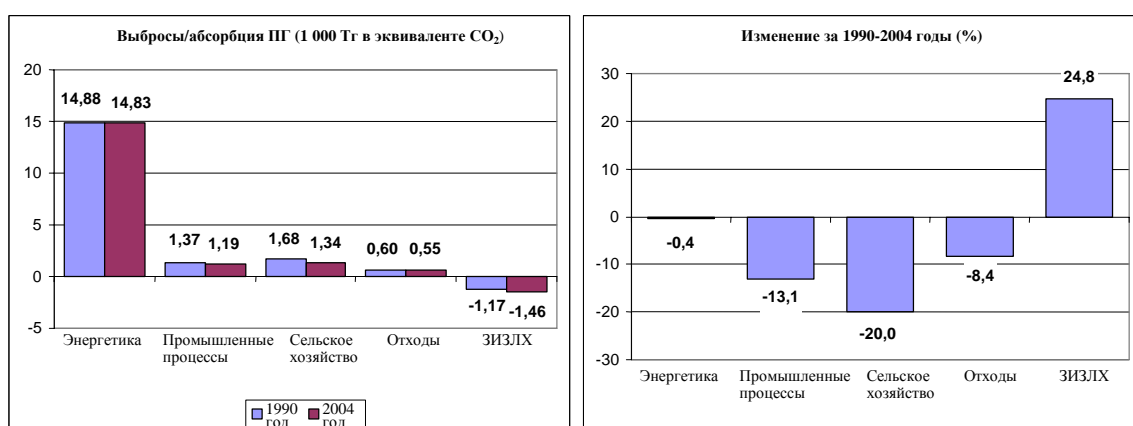 Выбросы/абсорбция ПГ (1 000 Тг в эквиваленте CO₂)
20
15
10
5
0
-5
14,88
14,83
1,37
1,19
1,68
1,34
0,60
0,55
-1,17
-1,46
Энергетика
Промышленные
процессы
Сельское
хозяйство
Отходы
ЗИЗЛХ
1990
год
2004
год
Изменение за 1990-2004 годы (%)
30
20
10
0
-10
-20
-30
-0,4
-13,1
-20,0
-8,4
24,8
Энергетика
Промышленные
процессы
Сельское
хозяйство
Отходы
ЗИЗЛХ